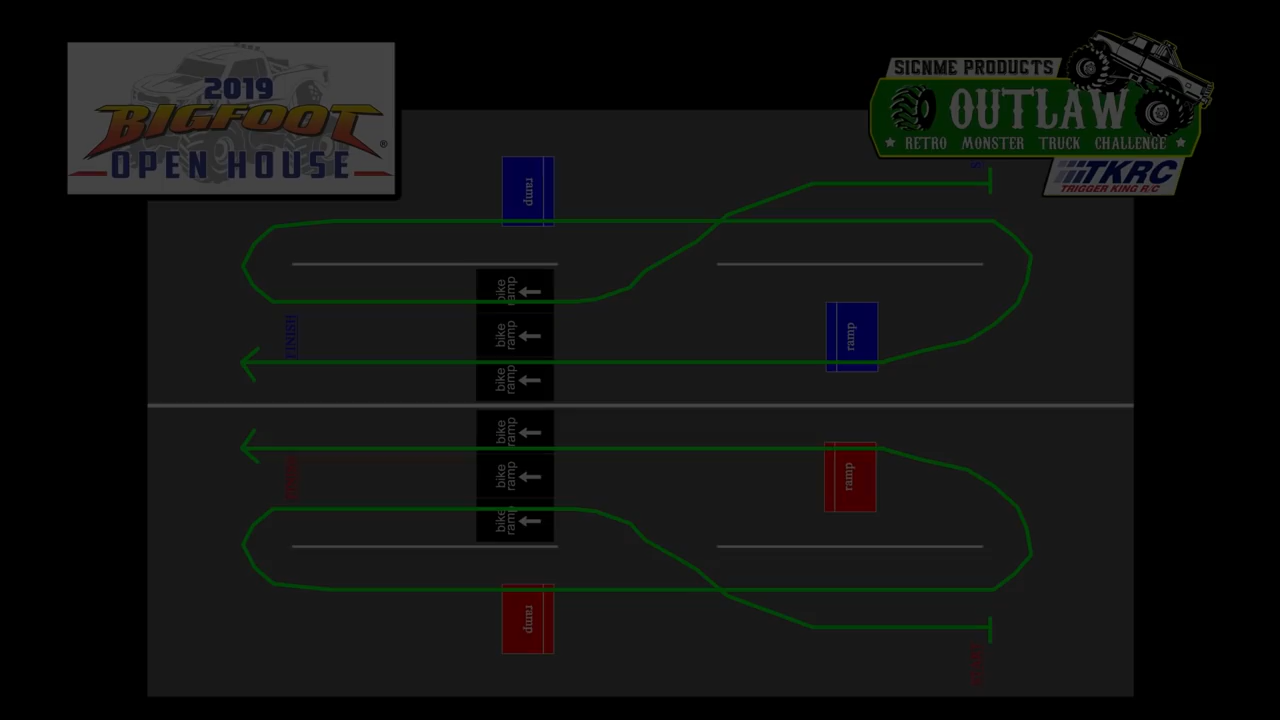 2019
BIGFOOT®
OPEN HOUSE
SIGNME PRODUCTS
OUTLAW
RETRO MONSTER TRUCK CHALLENGE
TKRC
TRIGGER KING R/C
ramp
bike
ramp
bike
ramp
bike
ramp
FINISH
ramp
bike
ramp
bike
ramp
bike
ramp
ramp
ramp